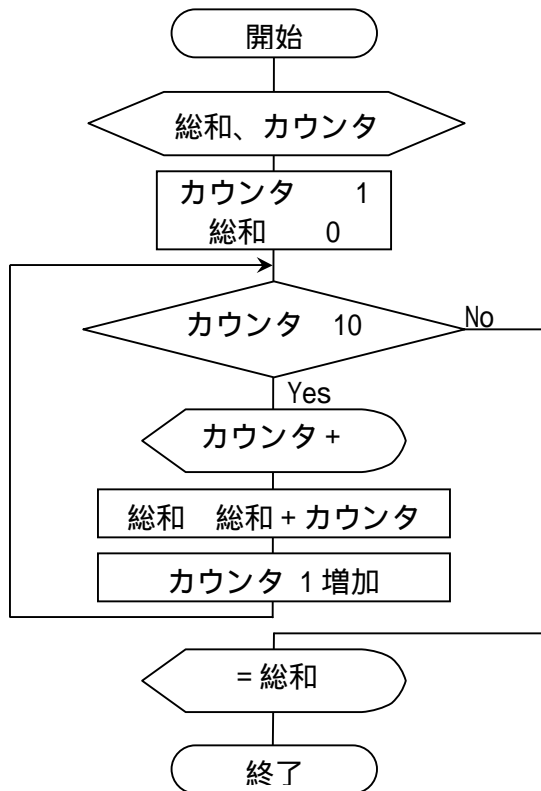 開始
総和、カウンタ
カウンタ 1
総和 0
カウンタ 10
No
Yes
カウンタ +
総和 総和 + カウンタ
カウンタ 1 増加
= 総和
終了